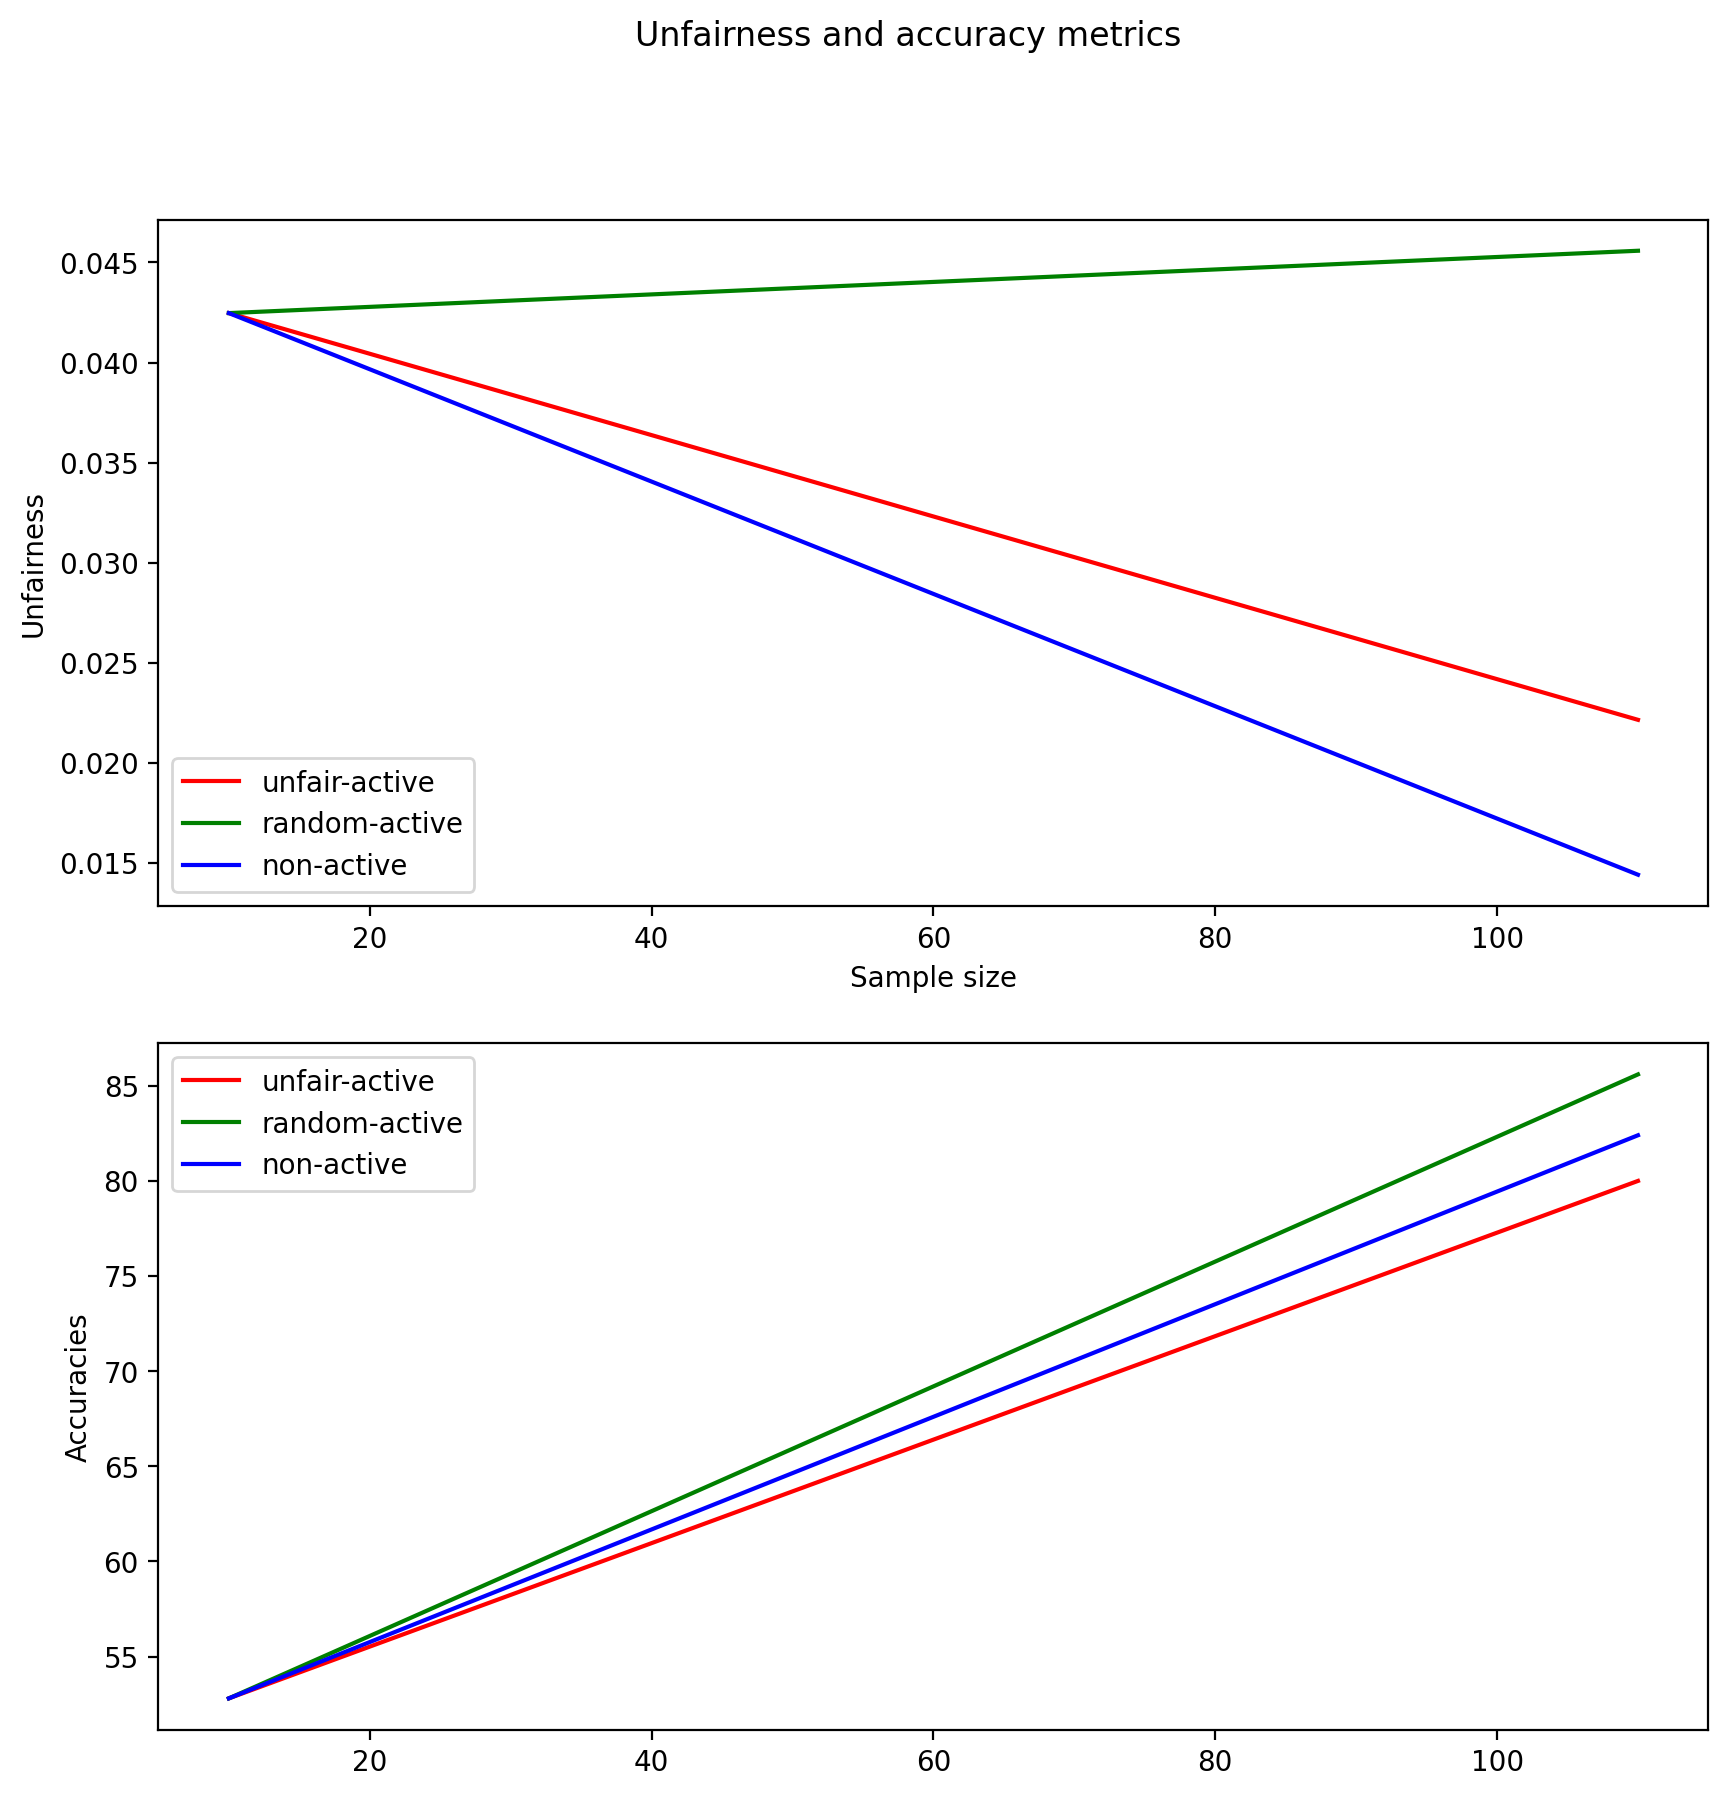 Unfairness and accuracy metrics
0.045
0.040
0.035
0.030
0.025
0.020
0.015
Unfairness
unfair-active
random-active
non-active
20 40 60 80 100
Sample size
85
80
75
70
65
60
55
Accuracies
unfair-active
random-active
non-active
20 40 60 80 100